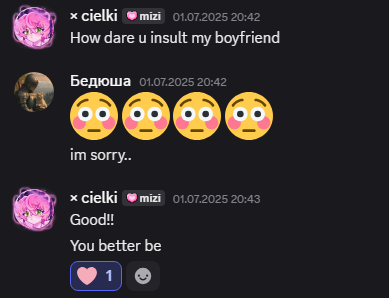 × cielki mizi 01.07.2025 20:42
How dare u insult my boyfriend
Бедюша 01.07.2025 20:42
im sorry..
× cielki mizi 01.07.2025 20:43
Good!!
You better be
1